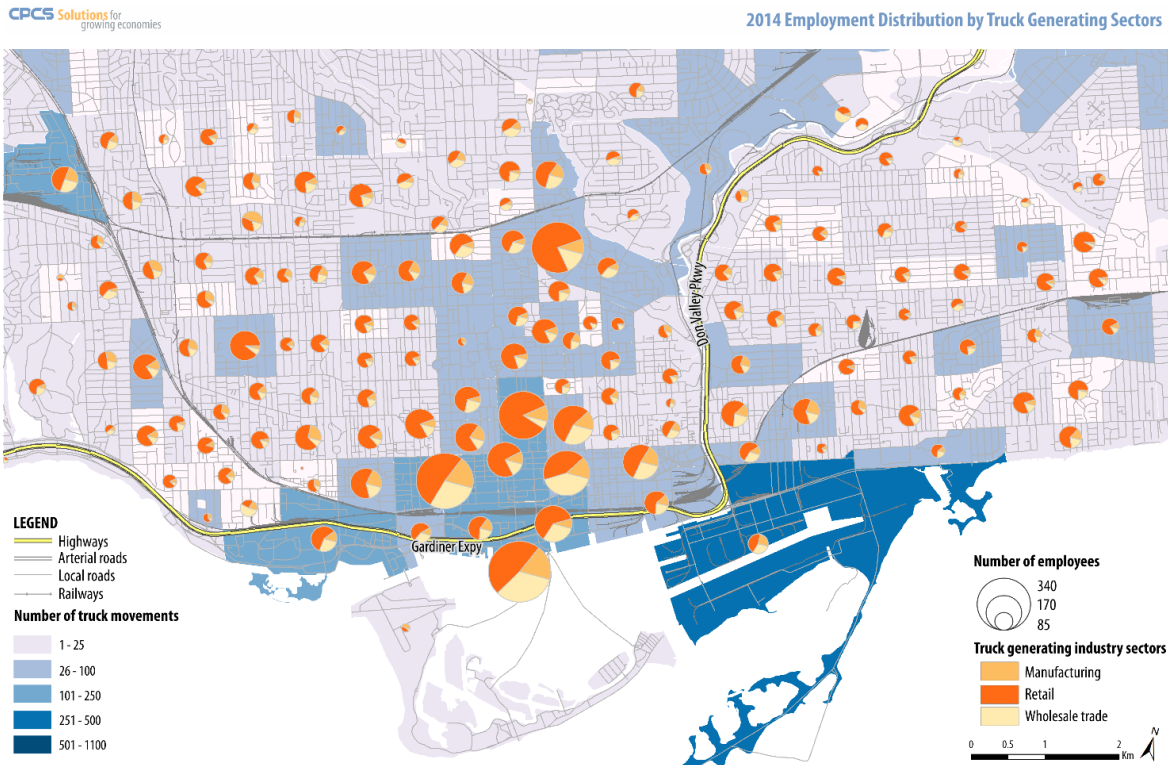 CPCS Solutions for
growing economies
2014 Employment Distribution by Truck Generating Sectors
Don Valley Pkwy
Gardiner Expy
LEGEND
Highways
Arterial roads
Local roads
Railways
Number of truck movements
1 - 25
26 - 100
101 - 250
251 - 500
501 - 1100
Number of employees
340
170
85
Truck generating industry sectors
Manufacturing
Retail
Wholesale trade
0 0.5 1 2
Km
N